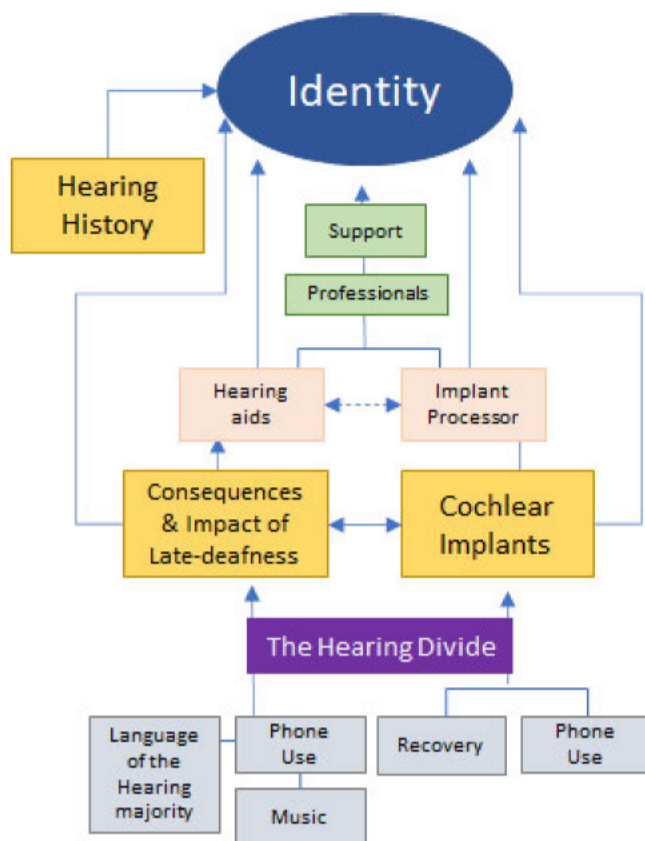 Identity
Hearing
History
Support
Professionals
Hearing
aids
Implant
Processor
Consequences
& Impact of
Late-deafness
Cochlear
Implants
The Hearing Divide
Language
of the
Hearing
majority
Phone
Use
Music
Recovery
Phone
Use